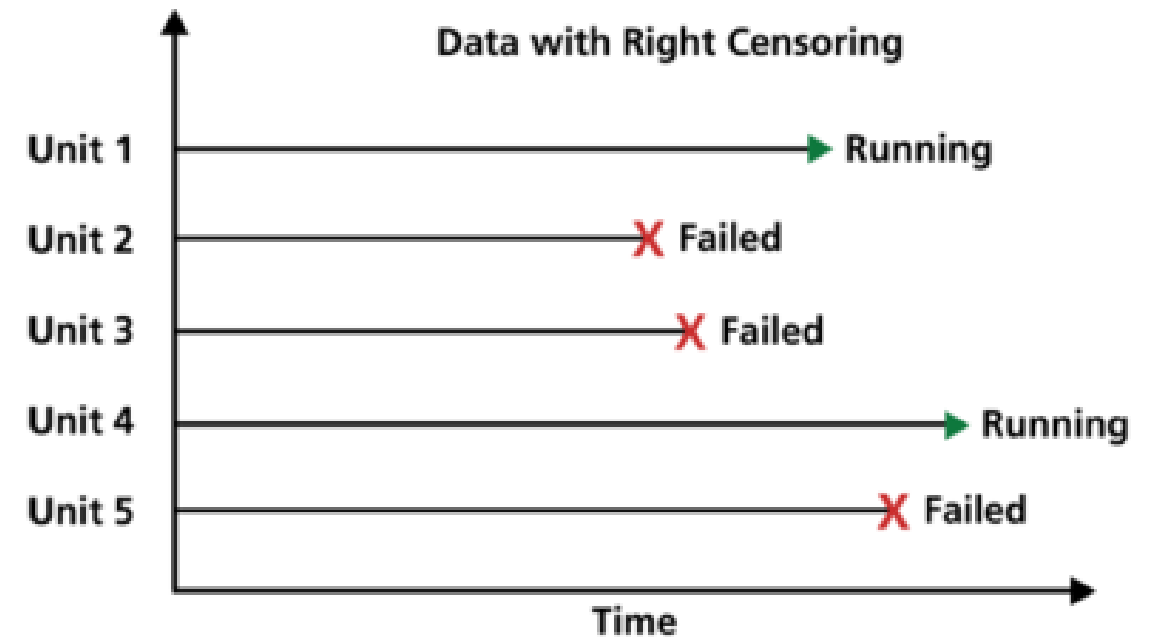 Data with Right Censoring
Unit 1 Running
Unit 2 X Failed
Unit 3 X Failed
Unit 4 Running
Unit 5 X Failed
Time